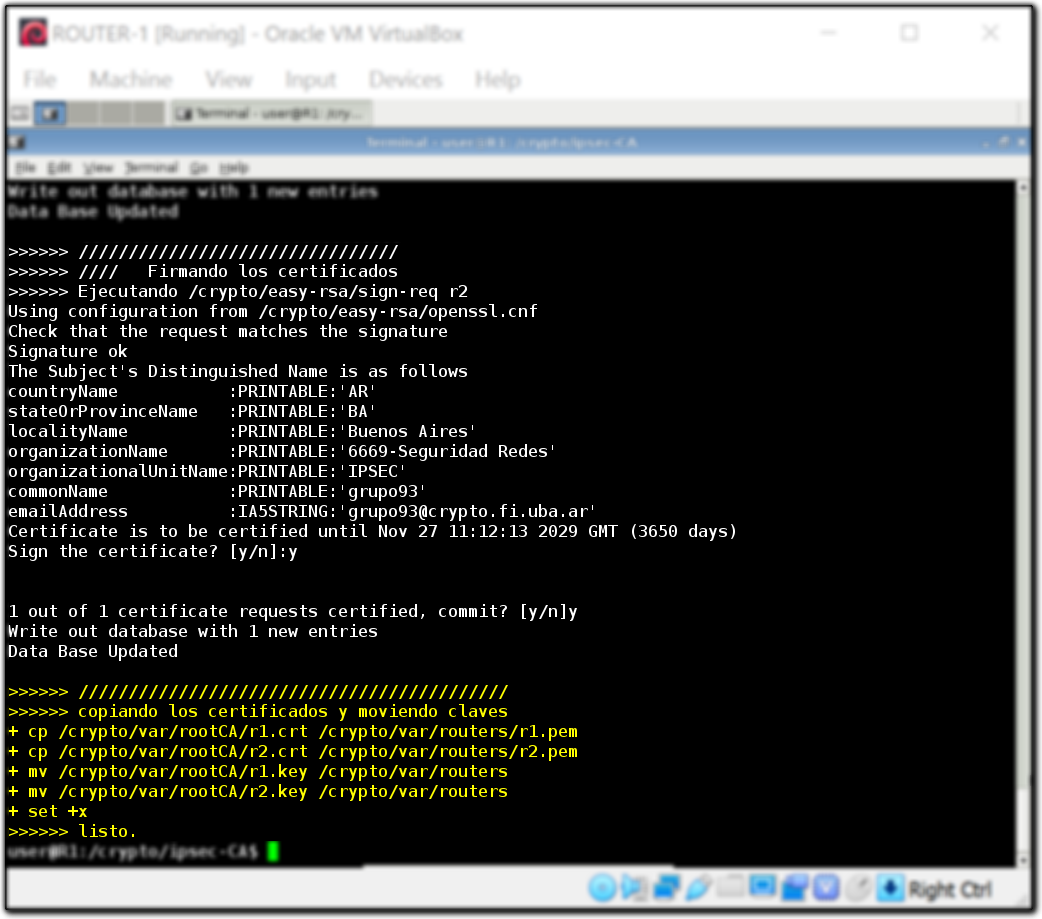 ROUTER-1 [Running] - Oracle VM VirtualBox
File Machine View Input Devices Help
Terminal - user@R1: /cry...
Terminal - user@R1: /crypto/ipsec-CA
File Edit View Terminal Go Help
Write out database with 1 new entries
Data Base Updated
>>>>>> ////////////////////////////////
>>>>>> ////   Firmando los certificados
>>>>>> Ejecutando /crypto/easy-rsa/sign-req r2
Using configuration from /crypto/easy-rsa/openssl.cnf
Check that the request matches the signature
Signature ok
The Subject's Distinguished Name is as follows
countryName           :PRINTABLE:'AR'
stateOrProvinceName   :PRINTABLE:'BA'
localityName          :PRINTABLE:'Buenos Aires'
organizationName      :PRINTABLE:'6669-Seguridad Redes'
organizationalUnitName:PRINTABLE:'IPSEC'
commonName            :PRINTABLE:'grupo93'
emailAddress          :IA5STRING:'grupo93@crypto.fi.uba.ar'
Certificate is to be certified until Nov 27 11:12:13 2029 GMT (3650 days)
Sign the certificate? [y/n]:y
1 out of 1 certificate requests certified, commit? [y/n]y
Write out database with 1 new entries
Data Base Updated
>>>>>> ///////////////////////////////////////////
>>>>>> copiando los certificados y moviendo claves
+ cp /crypto/var/rootCA/r1.crt /crypto/var/routers/r1.pem
+ cp /crypto/var/rootCA/r2.crt /crypto/var/routers/r2.pem
+ mv /crypto/var/rootCA/r1.key /crypto/var/routers
+ mv /crypto/var/rootCA/r2.key /crypto/var/routers
+ set +x
>>>>>> listo.
user@R1:/crypto/ipsec-CA$
Right Ctrl